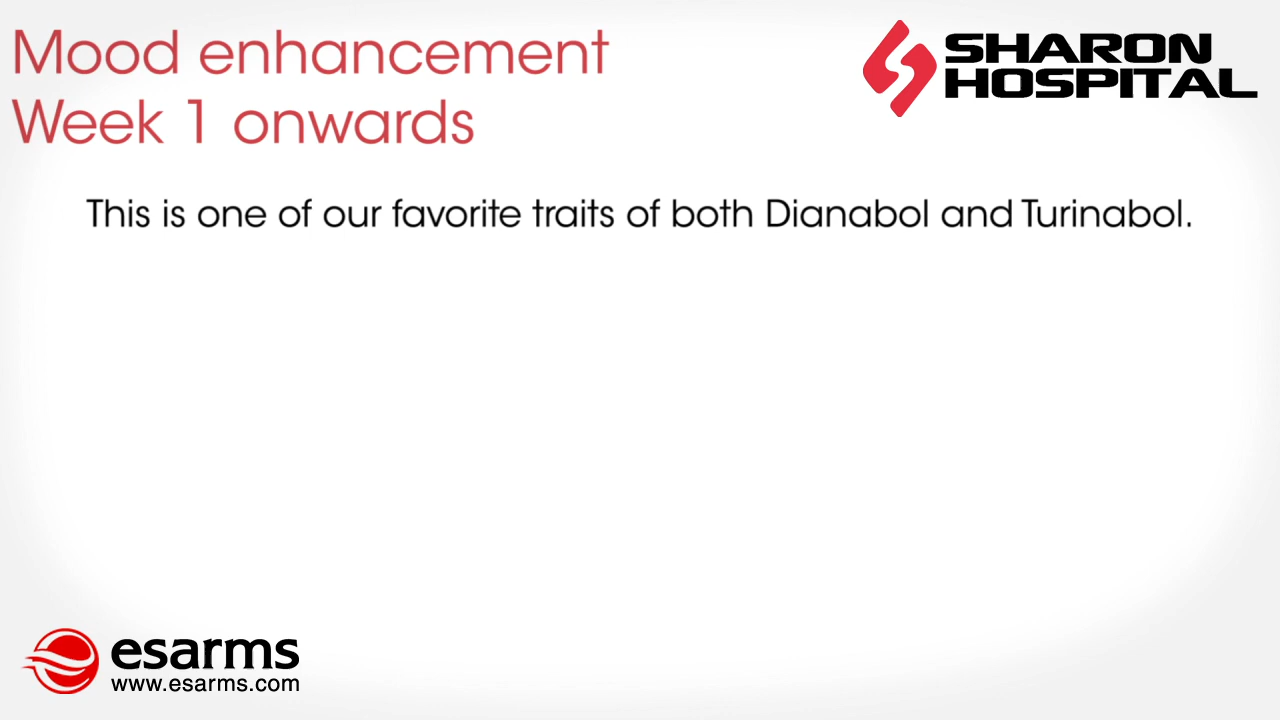 Mood enhancement
Week 1 onwards
SHARON
HOSPITAL
This is one of our favorite traits of both Dianabol and Turinabol.
esarms
www.esarms.com